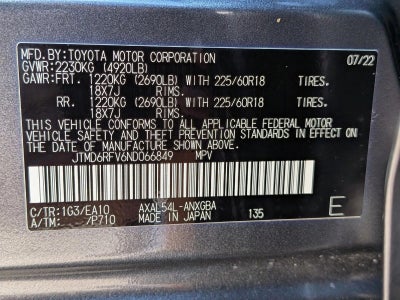 MFD.BY:TOYOTA MOTOR CORPORATION 07/22
GVWR:2230KG (4920LB)
GAWR:FRT. 1220KG (2690LB) WITH 225/60R18 TIRES.
18X7J RIMS.
RR. 1220KG (2690LB) WITH 225/60R18 TIRES.
18X7J RIMS.
THIS VEHICLE CONFORMS TO ALL APPLICABLE FEDERAL MOTOR
VEHICLE SAFETY AND THEFT PREVENTION STANDARDS IN EFFECT ON
THE DATE OF MANUFACTURE SHOWN ABOVE.
JTMD6RFV6ND066849 MPV
C/TR:1G3/EA10 AXAL54L-ANXGBA
A/TM: --/P710 MADE IN JAPAN 135 E